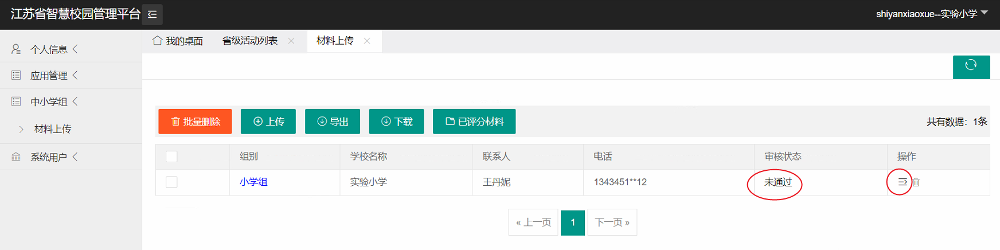 江苏省智慧校园管理平台
shiyanxiaoxue--实验小学
个人信息
应用管理
中小学组
材料上传
系统用户
我的桌面 省级活动列表 材料上传
批量删除 上传 导出 下载 已评分材料 共有数据：1条
组别 学校名称 联系人 电话 审核状态 操作
小学组 实验小学 王丹妮 1343451**12 未通过
« 上一页 1 下一页 »